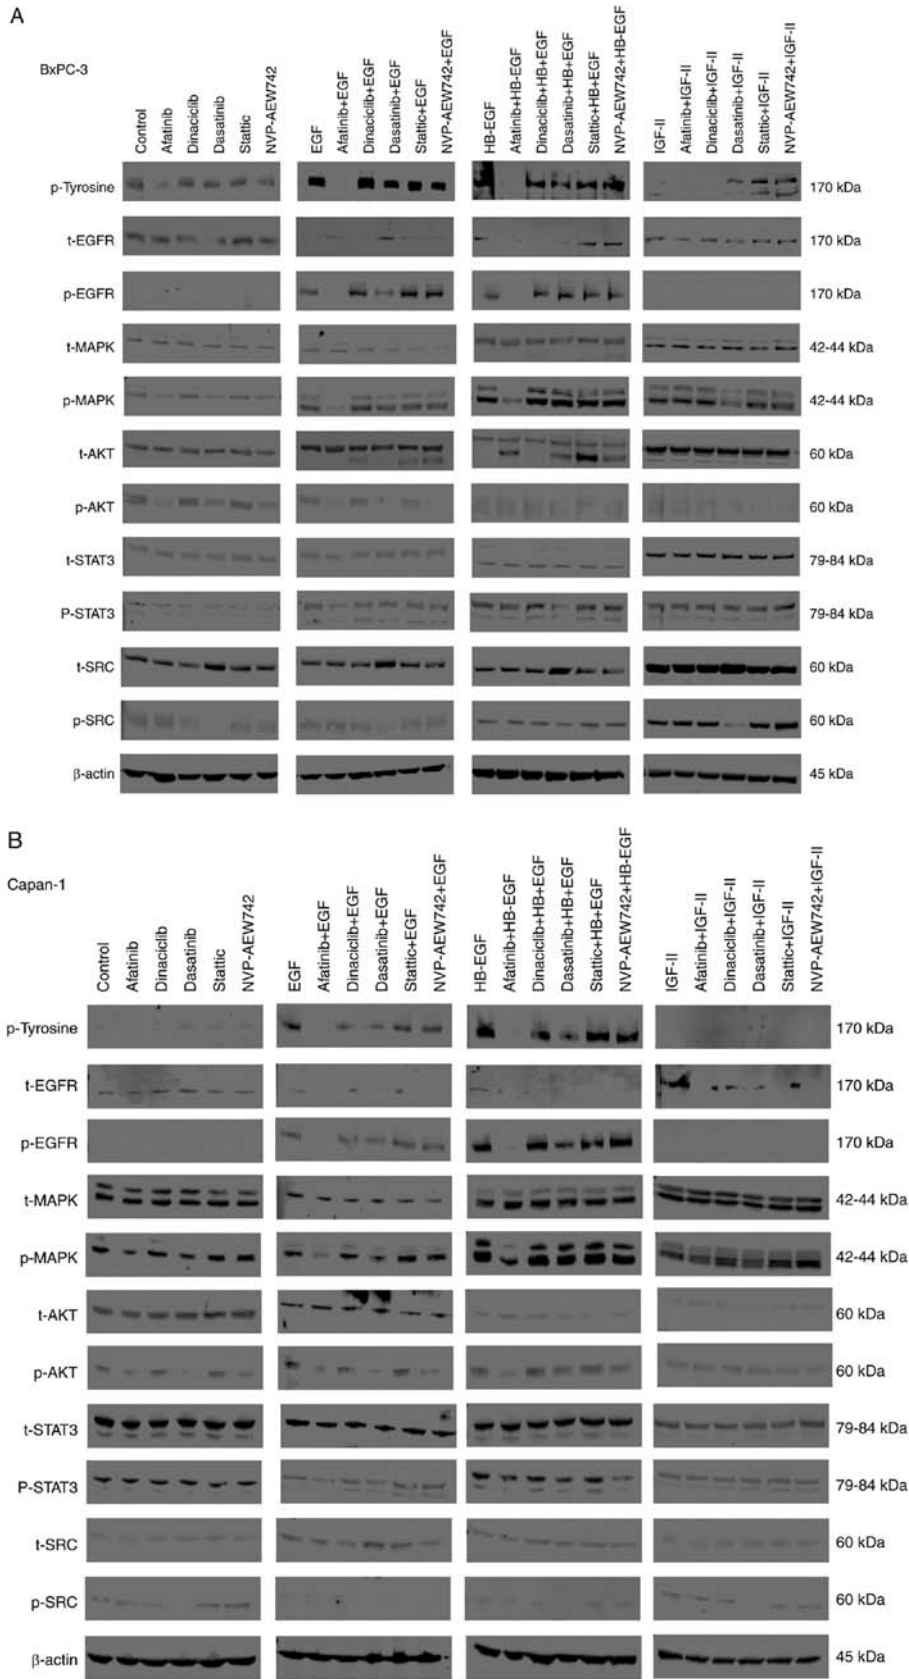 A
BxPC-3
Control
Afatinib
Dinaciclib
Dasatinib
Stattic
NVP-AEW742
EGF
Afatinib+EGF
Dinaciclib+EGF
Dasatinib+EGF
Stattic+EGF
NVP-AEW742+EGF
HB-EGF
Afatinib+HB-EGF
Dinaciclib+HB+EGF
Dasatinib+HB+EGF
Stattic+HB+EGF
NVP-AEW742+HB-EGF
IGF-II
Afatinib+IGF-II
Dinaciclib+IGF-II
Dasatinib+IGF-II
Stattic+IGF-II
NVP-AEW742+IGF-II
p-Tyrosine 170 kDa
t-EGFR 170 kDa
p-EGFR 170 kDa
t-MAPK 42-44 kDa
p-MAPK 42-44 kDa
t-AKT 60 kDa
p-AKT 60 kDa
t-STAT3 79-84 kDa
P-STAT3 79-84 kDa
t-SRC 60 kDa
p-SRC 60 kDa
β-actin 45 kDa
B
Capan-1
Control
Afatinib
Dinaciclib
Dasatinib
Stattic
NVP-AEW742
EGF
Afatinib+EGF
Dinaciclib+EGF
Dasatinib+EGF
Stattic+EGF
NVP-AEW742+EGF
HB-EGF
Afatinib+HB-EGF
Dinaciclib+HB+EGF
Dasatinib+HB+EGF
Stattic+HB+EGF
NVP-AEW742+HB-EGF
IGF-II
Afatinib+IGF-II
Dinaciclib+IGF-II
Dasatinib+IGF-II
Stattic+IGF-II
NVP-AEW742+IGF-II
p-Tyrosine 170 kDa
t-EGFR 170 kDa
p-EGFR 170 kDa
t-MAPK 42-44 kDa
p-MAPK 42-44 kDa
t-AKT 60 kDa
p-AKT 60 kDa
t-STAT3 79-84 kDa
P-STAT3 79-84 kDa
t-SRC 60 kDa
p-SRC 60 kDa
β-actin 45 kDa